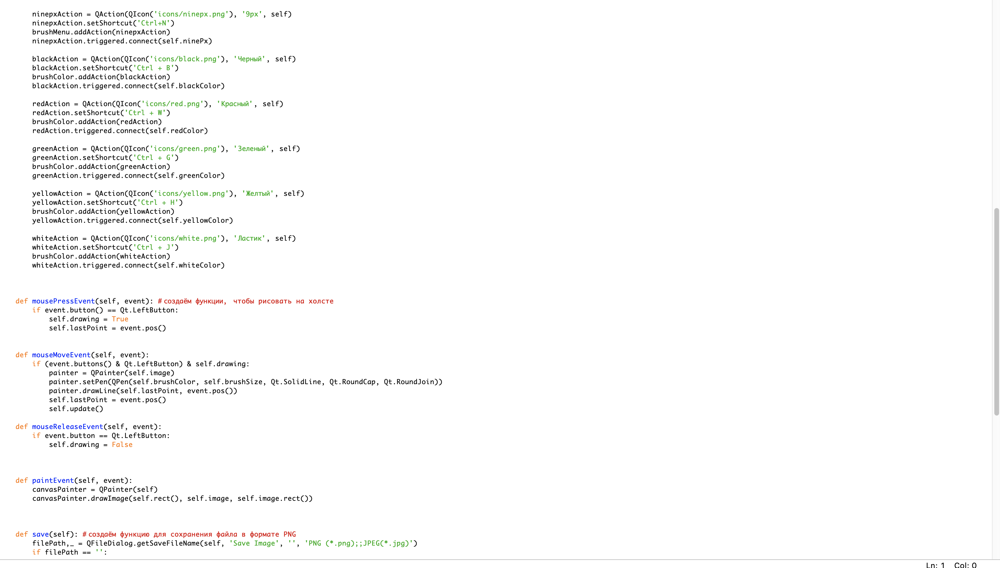 ninepxAction = QAction(QIcon('icons/ninepx.png'), '9px', self)
ninepxAction.setShortcut('Ctrl+N')
brushMenu.addAction(ninepxAction)
ninepxAction.triggered.connect(self.ninePx)
blackAction = QAction(QIcon('icons/black.png'), 'Черный', self)
blackAction.setShortcut('Ctrl + B')
brushColor.addAction(blackAction)
blackAction.triggered.connect(self.blackColor)
redAction = QAction(QIcon('icons/red.png'), 'Красный', self)
redAction.setShortcut('Ctrl + W')
brushColor.addAction(redAction)
redAction.triggered.connect(self.redColor)
greenAction = QAction(QIcon('icons/green.png'), 'Зеленый', self)
greenAction.setShortcut('Ctrl + G')
brushColor.addAction(greenAction)
greenAction.triggered.connect(self.greenColor)
yellowAction = QAction(QIcon('icons/yellow.png'), 'Желтый', self)
yellowAction.setShortcut('Ctrl + H')
brushColor.addAction(yellowAction)
yellowAction.triggered.connect(self.yellowColor)
whiteAction = QAction(QIcon('icons/white.png'), 'Ластик', self)
whiteAction.setShortcut('Ctrl + J')
brushColor.addAction(whiteAction)
whiteAction.triggered.connect(self.whiteColor)
def mousePressEvent(self, event): #создаём функции, чтобы рисовать на холсте
if event.button() == Qt.LeftButton:
self.drawing = True
self.lastPoint = event.pos()
def mouseMoveEvent(self, event):
if (event.buttons() & Qt.LeftButton) & self.drawing:
painter = QPainter(self.image)
painter.setPen(QPen(self.brushColor, self.brushSize, Qt.SolidLine, Qt.RoundCap, Qt.RoundJoin))
painter.drawLine(self.lastPoint, event.pos())
self.lastPoint = event.pos()
self.update()
def mouseReleaseEvent(self, event):
if event.button == Qt.LeftButton:
self.drawing = False
def paintEvent(self, event):
canvasPainter = QPainter(self)
canvasPainter.drawImage(self.rect(), self.image, self.image.rect())
def save(self): #создаём функцию для сохранения файла в формате PNG
filePath,_ = QFileDialog.getSaveFileName(self, 'Save Image', '', 'PNG (*.png);;JPEG(*.jpg)')
if filePath == '':
Ln: 1 Col: 0